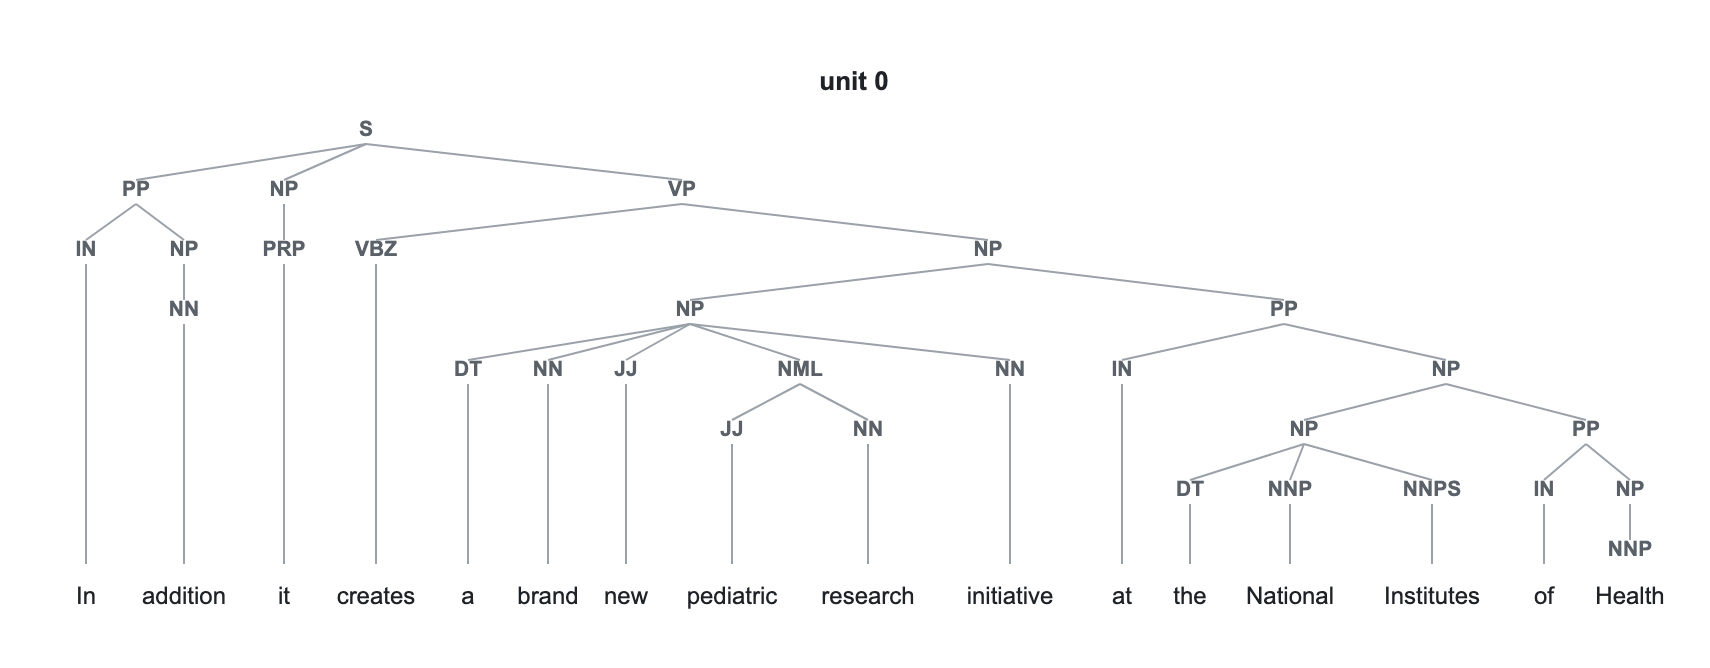 unit 0
S
PP NP VP
IN NP PRP VBZ NP
NN NP PP
DT NN JJ NML NN IN NP
JJ NN NP PP
DT NNP NNPS IN NP
NNP
In addition it creates a brand new pediatric research initiative at the National Institutes of Health